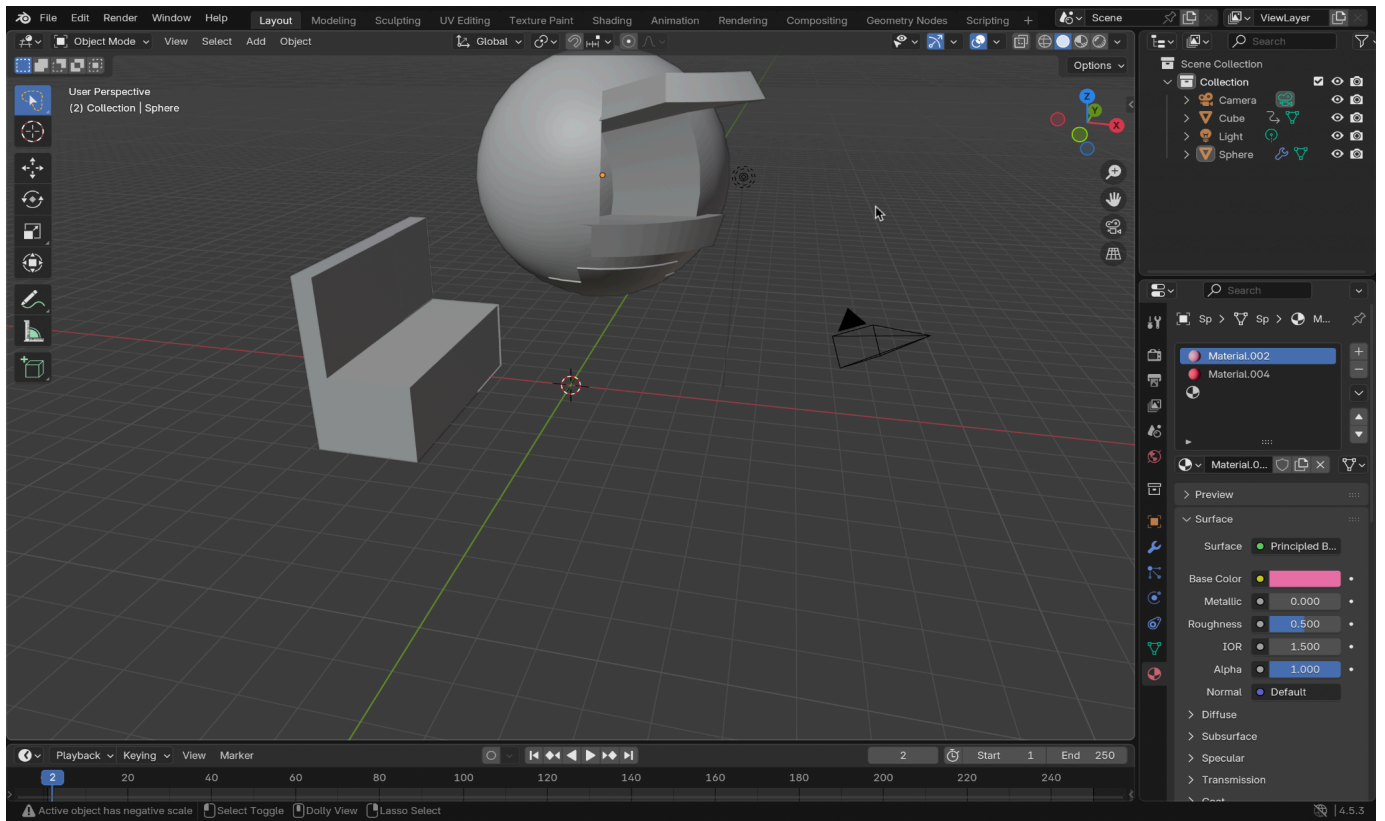 File Edit Render Window Help Layout Modeling Sculpting UV Editing Texture Paint Shading Animation Rendering Compositing Geometry Nodes Scripting + Scene ViewLayer
Object Mode View Select Add Object Global Search
Options
User Perspective
(2) Collection | Sphere
Z
Y
X
Scene Collection
Collection
Camera
Cube
Light
Sphere
Search
Sp > Sp > M...
Material.002
Material.004
Material.0...
Preview
Surface
Surface Principled B...
Base Color
Metallic 0.000
Roughness 0.500
IOR 1.500
Alpha 1.000
Normal Default
Diffuse
Subsurface
Specular
Transmission
Coat
Playback Keying View Marker 2 Start 1 End 250
2 20 40 60 80 100 120 140 160 180 200 220 240
Active object has negative scale Select Toggle Dolly View Lasso Select 4.5.3